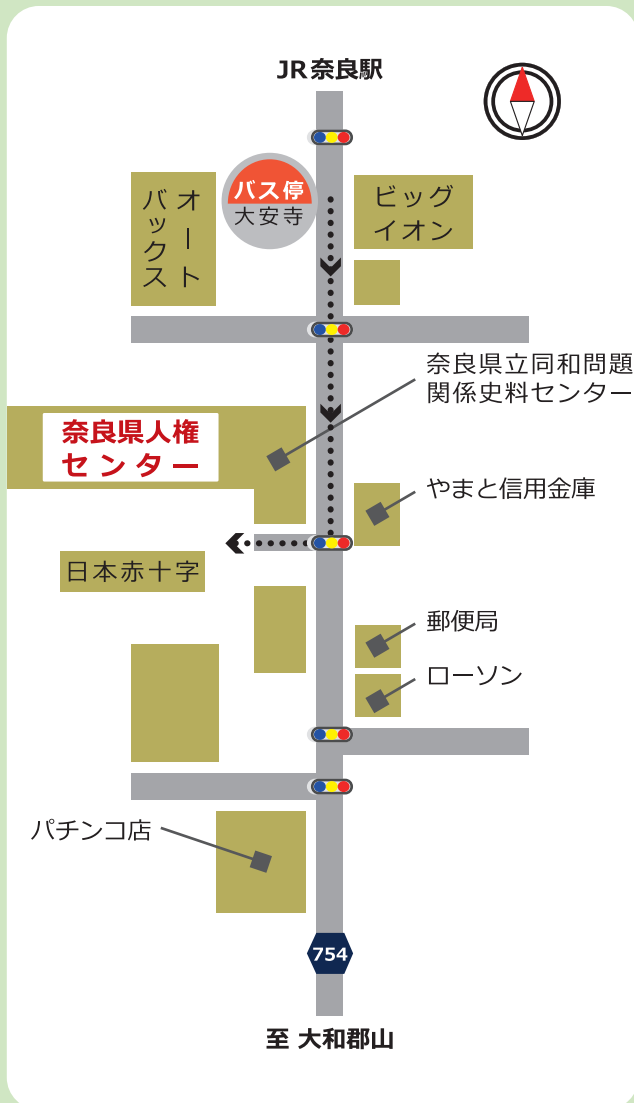 JR奈良駅
バス停
大安寺
オート
バックス
ビッグ
イオン
奈良県立同和問題
関係史料センター
奈良県人権
センター
やまと信用金庫
日本赤十字
郵便局
ローソン
パチンコ店
754
至 大和郡山